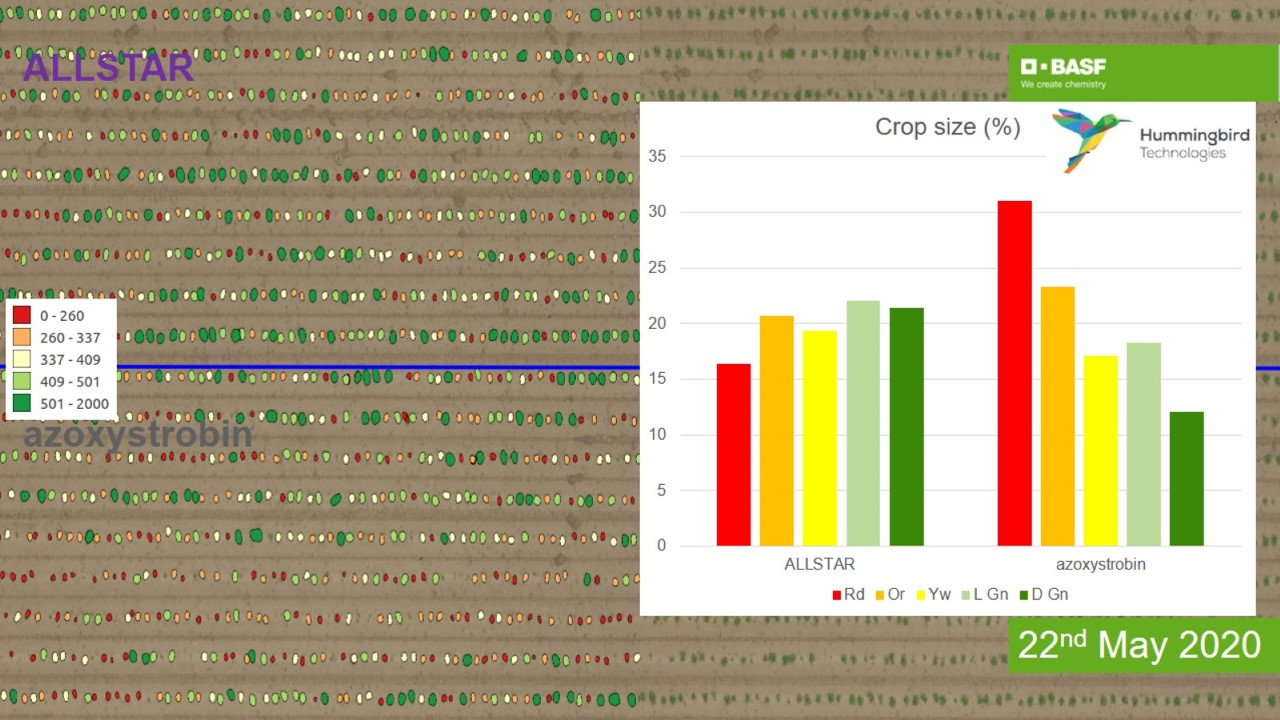 ALLSTAR
0 - 260
260 - 337
337 - 409
409 - 501
501 - 2000
azoxystrobin
BASF
We create chemistry
Crop size (%)
Hummingbird
Technologies
35
30
25
20
15
10
5
0
ALLSTAR azoxystrobin
Rd Or Yw L Gn D Gn
22nd May 2020